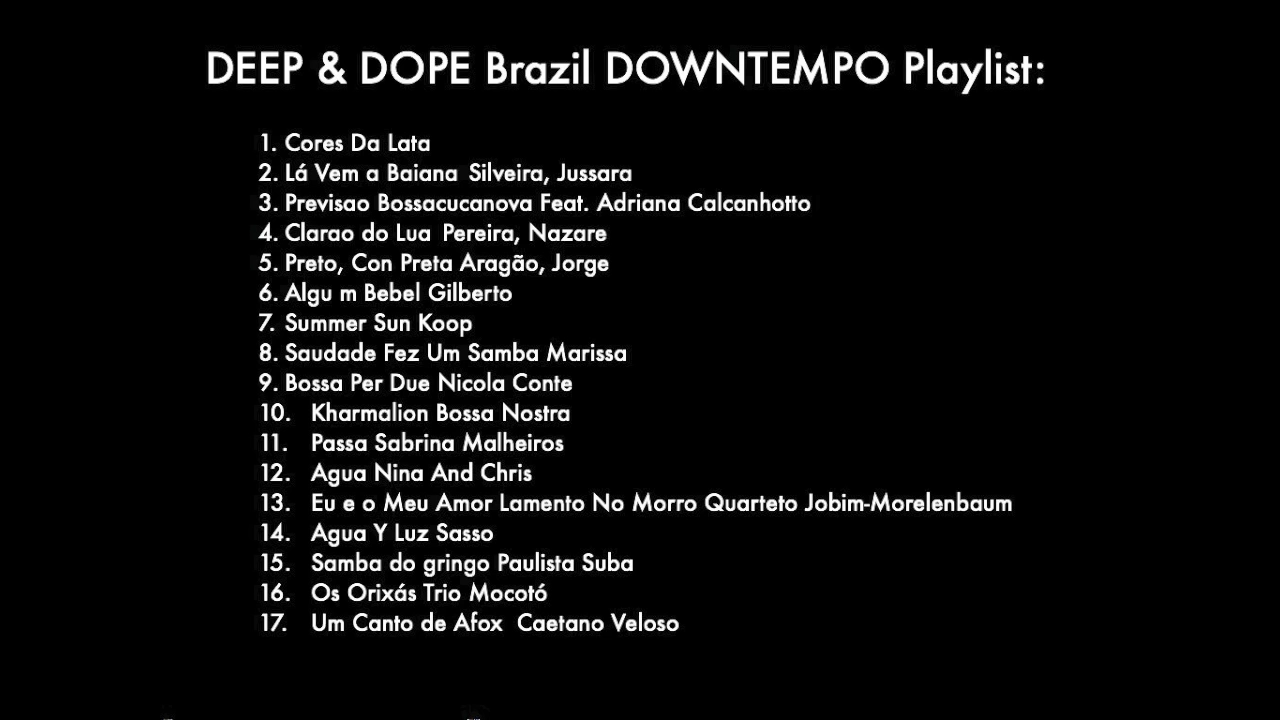 DEEP & DOPE Brazil DOWNTEMPO Playlist:
1. Cores Da Lata
2. Lá Vem a Baiana Silveira, Jussara
3. Previsao Bossacucanova Feat. Adriana Calcanhotto
4. Clarao do Lua Pereira, Nazare
5. Preto, Con Preta Aragão, Jorge
6. Algu m Bebel Gilberto
7. Summer Sun Koop
8. Saudade Fez Um Samba Marissa
9. Bossa Per Due Nicola Conte
10. Kharmalion Bossa Nostra
11. Passa Sabrina Malheiros
12. Agua Nina And Chris
13. Eu e o Meu Amor Lamento No Morro Quarteto Jobim-Morelenbaum
14. Agua Y Luz Sasso
15. Samba do gringo Paulista Suba
16. Os Orixás Trio Mocotó
17. Um Canto de Afox Caetano Veloso